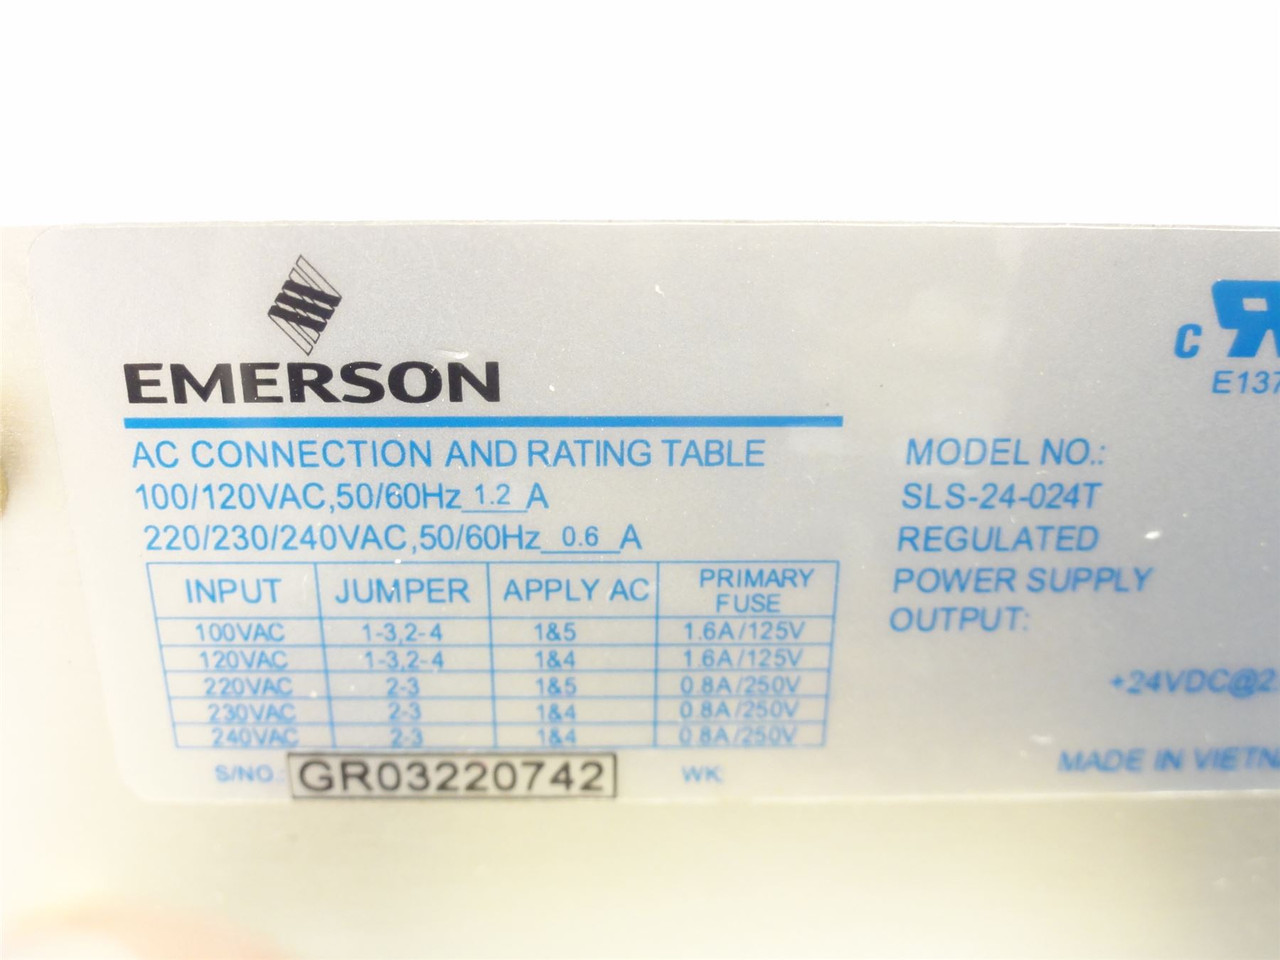 EMERSON
AC CONNECTION AND RATING TABLE
100/120VAC,50/60Hz 1.2 A
220/230/240VAC,50/60Hz 0.6 A
INPUT JUMPER APPLY AC PRIMARY FUSE
100VAC 1-3,2-4 1&5 1.6A/125V
120VAC 1-3,2-4 1&4 1.6A/125V
220VAC 2-3 1&5 0.8A/250V
230VAC 2-3 1&4 0.8A/250V
240VAC 2-3 1&4 0.8A/250V
S/NO.: GR03220742 WK
C
E137
MODEL NO.:
SLS-24-024T
REGULATED
POWER SUPPLY
OUTPUT:
+24VDC@2
MADE IN VIETN